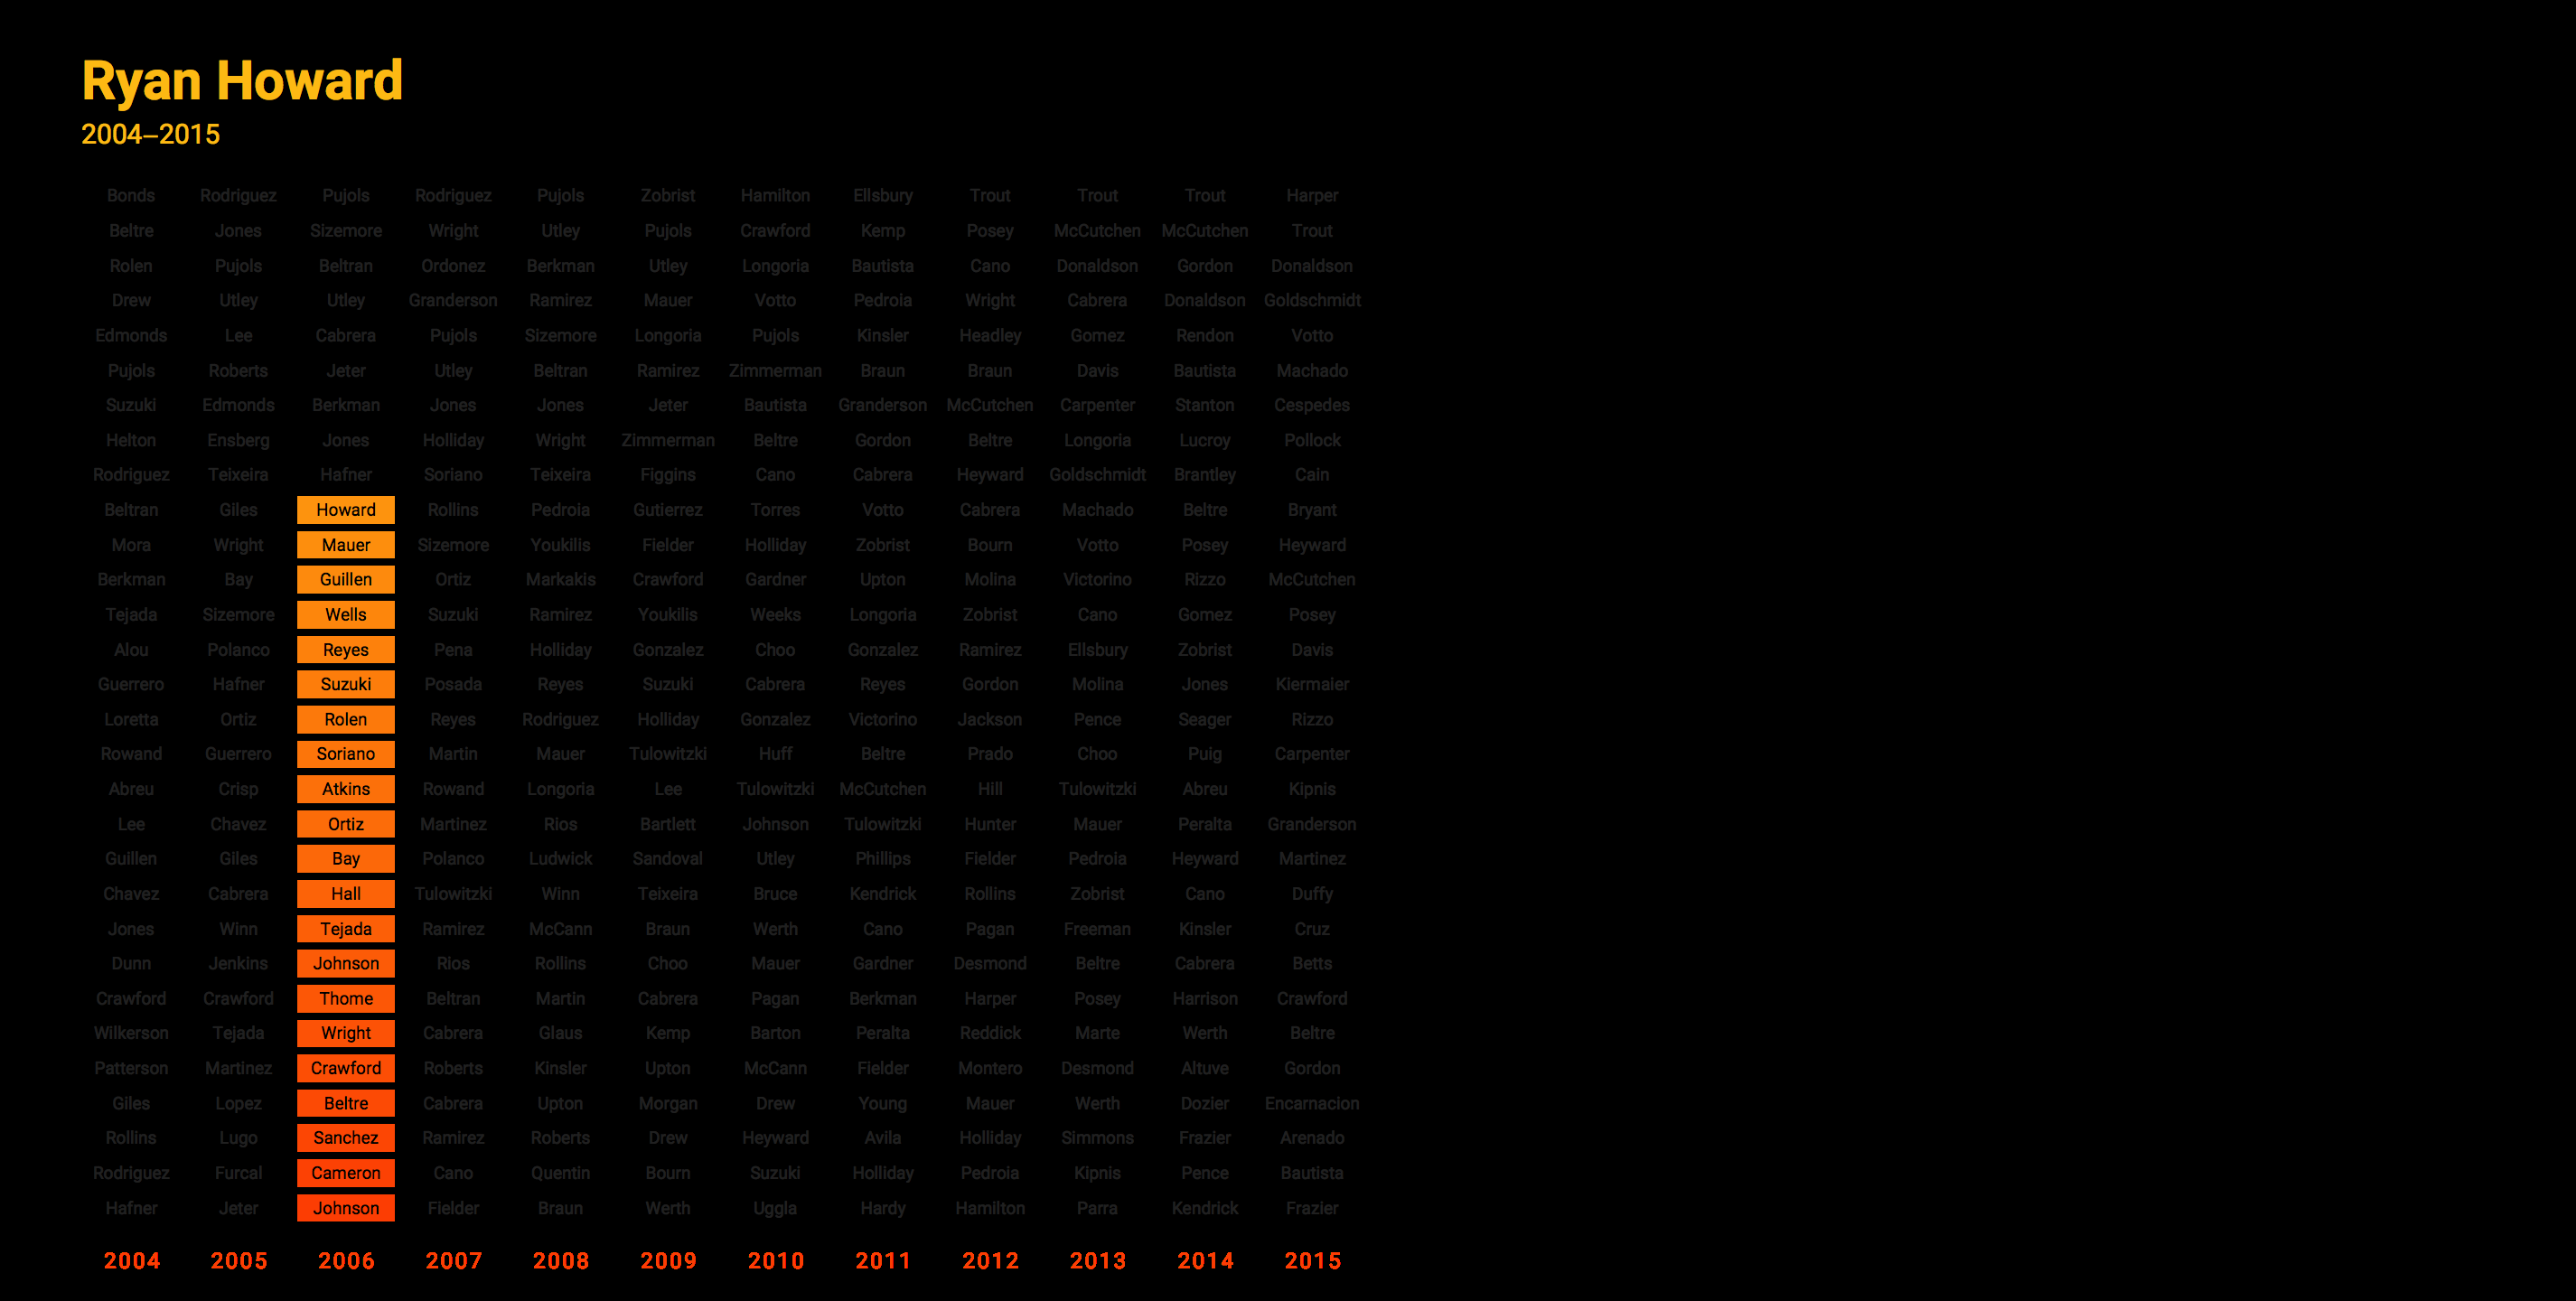 Ryan Howard
2004–2015
Bonds Rodriguez Pujols Rodriguez Pujols Zobrist Hamilton Ellsbury Trout Trout Trout Harper
Beltre Jones Sizemore Wright Utley Pujols Crawford Kemp Posey McCutchen McCutchen Trout
Rolen Pujols Beltran Ordonez Berkman Utley Longoria Bautista Cano Donaldson Gordon Donaldson
Drew Utley Utley Granderson Ramirez Mauer Votto Pedroia Wright Cabrera Donaldson Goldschmidt
Edmonds Lee Cabrera Pujols Sizemore Longoria Pujols Kinsler Headley Gomez Rendon Votto
Pujols Roberts Jeter Utley Beltran Ramirez Zimmerman Braun Braun Davis Bautista Machado
Suzuki Edmonds Berkman Jones Jones Jeter Bautista Granderson McCutchen Carpenter Stanton Cespedes
Helton Ensberg Jones Holliday Wright Zimmerman Beltre Gordon Beltre Longoria Lucroy Pollock
Rodriguez Teixeira Hafner Soriano Teixeira Figgins Cano Cabrera Heyward Goldschmidt Brantley Cain
Beltran Giles Howard Rollins Pedroia Gutierrez Torres Votto Cabrera Machado Beltre Bryant
Mora Wright Mauer Sizemore Youkilis Fielder Holliday Zobrist Bourn Votto Posey Heyward
Berkman Bay Guillen Ortiz Markakis Crawford Gardner Upton Molina Victorino Rizzo McCutchen
Tejada Sizemore Wells Suzuki Ramirez Youkilis Weeks Longoria Zobrist Cano Gomez Posey
Alou Polanco Reyes Pena Holliday Gonzalez Choo Gonzalez Ramirez Ellsbury Zobrist Davis
Guerrero Hafner Suzuki Posada Reyes Suzuki Cabrera Reyes Gordon Molina Jones Kiermaier
Loretta Ortiz Rolen Reyes Rodriguez Holliday Gonzalez Victorino Jackson Pence Seager Rizzo
Rowand Guerrero Soriano Martin Mauer Tulowitzki Huff Beltre Prado Choo Puig Carpenter
Abreu Crisp Atkins Rowand Longoria Lee Tulowitzki McCutchen Hill Tulowitzki Abreu Kipnis
Lee Chavez Ortiz Martinez Rios Bartlett Johnson Tulowitzki Hunter Mauer Peralta Granderson
Guillen Giles Bay Polanco Ludwick Sandoval Utley Phillips Fielder Pedroia Heyward Martinez
Chavez Cabrera Hall Tulowitzki Winn Teixeira Bruce Kendrick Rollins Zobrist Cano Duffy
Jones Winn Tejada Ramirez McCann Braun Werth Cano Pagan Freeman Kinsler Cruz
Dunn Jenkins Johnson Rios Rollins Choo Mauer Gardner Desmond Beltre Cabrera Betts
Crawford Crawford Thome Beltran Martin Cabrera Pagan Berkman Harper Posey Harrison Crawford
Wilkerson Tejada Wright Cabrera Glaus Kemp Barton Peralta Reddick Marte Werth Beltre
Patterson Martinez Crawford Roberts Kinsler Upton McCann Fielder Montero Desmond Altuve Gordon
Giles Lopez Beltre Cabrera Upton Morgan Drew Young Mauer Werth Dozier Encarnacion
Rollins Lugo Sanchez Ramirez Roberts Drew Heyward Avila Holliday Simmons Frazier Arenado
Rodriguez Furcal Cameron Cano Quentin Bourn Suzuki Holliday Pedroia Kipnis Pence Bautista
Hafner Jeter Johnson Fielder Braun Werth Uggla Hardy Hamilton Parra Kendrick Frazier
2004 2005 2006 2007 2008 2009 2010 2011 2012 2013 2014 2015